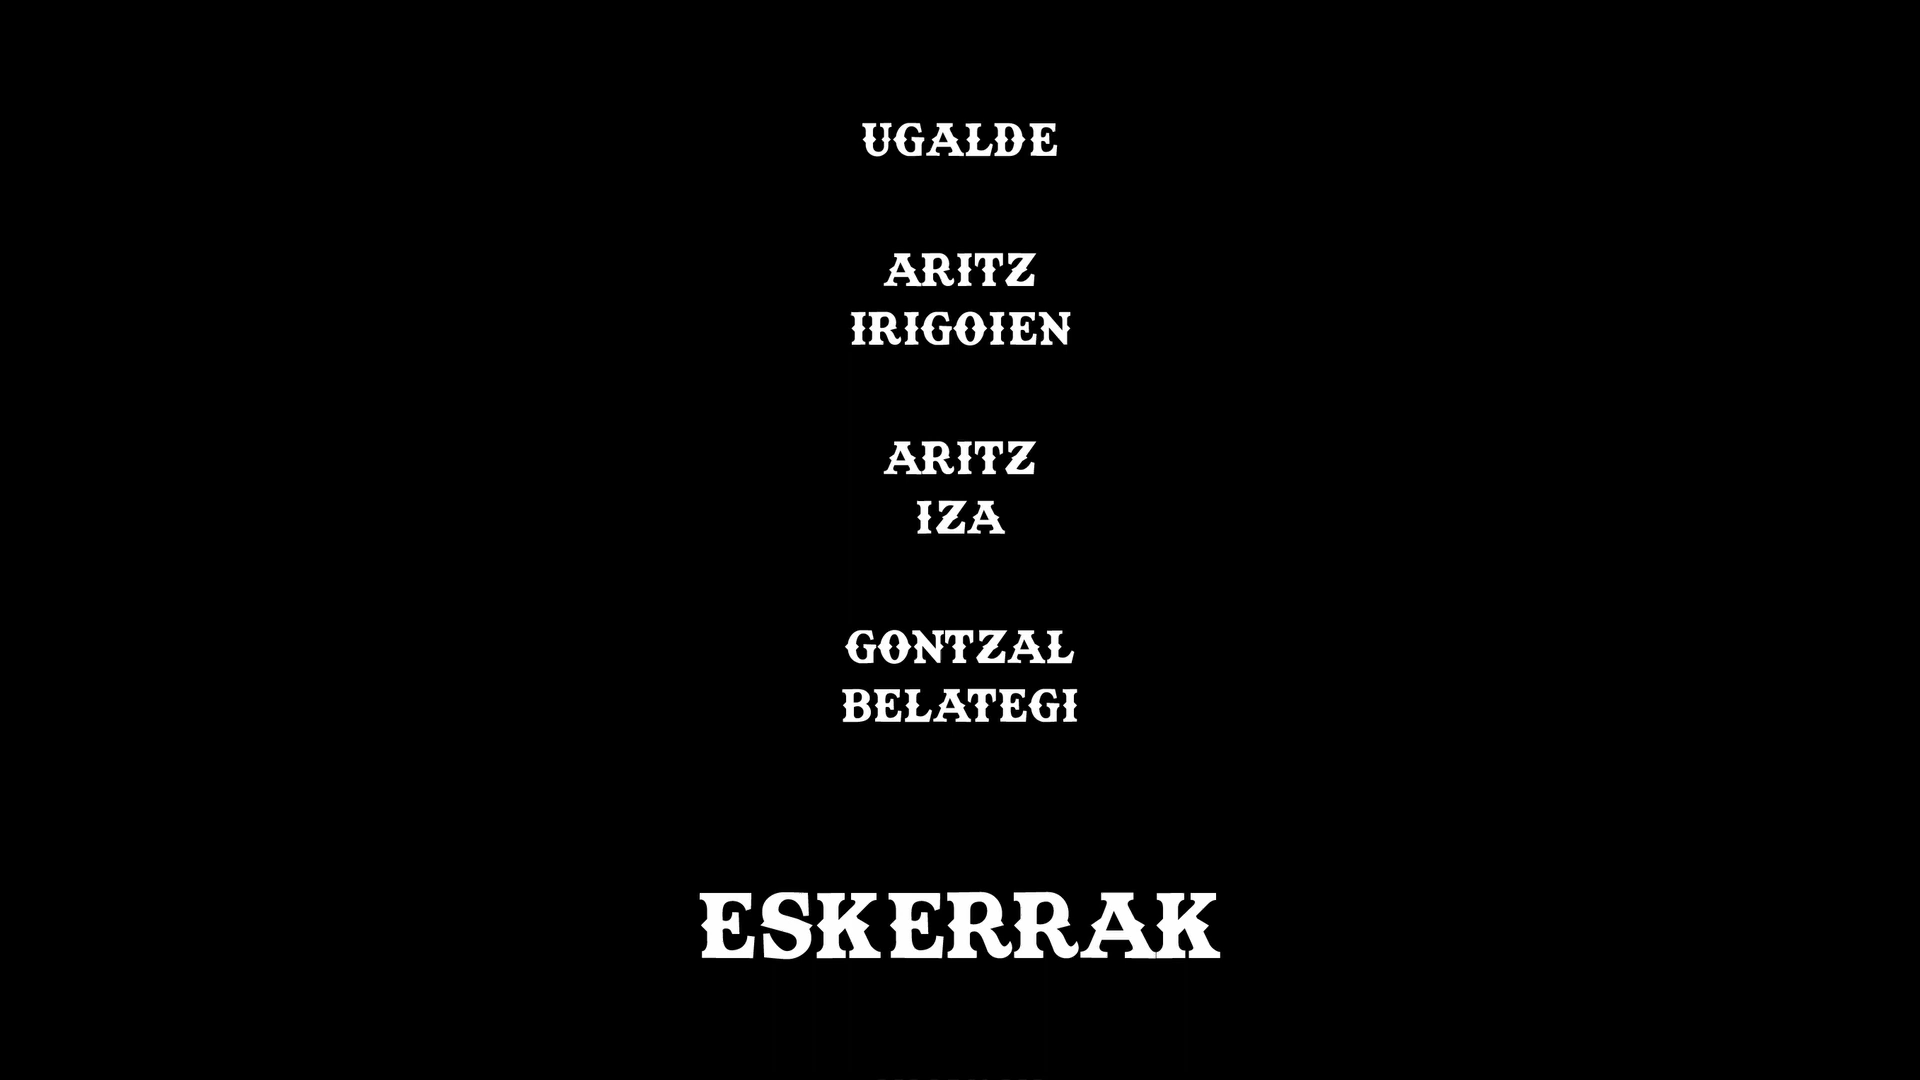 UGALDE
ARITZ
IRIGOIEN
ARITZ
IZA
GONTZAL
BELATEGI
ESKERRAK